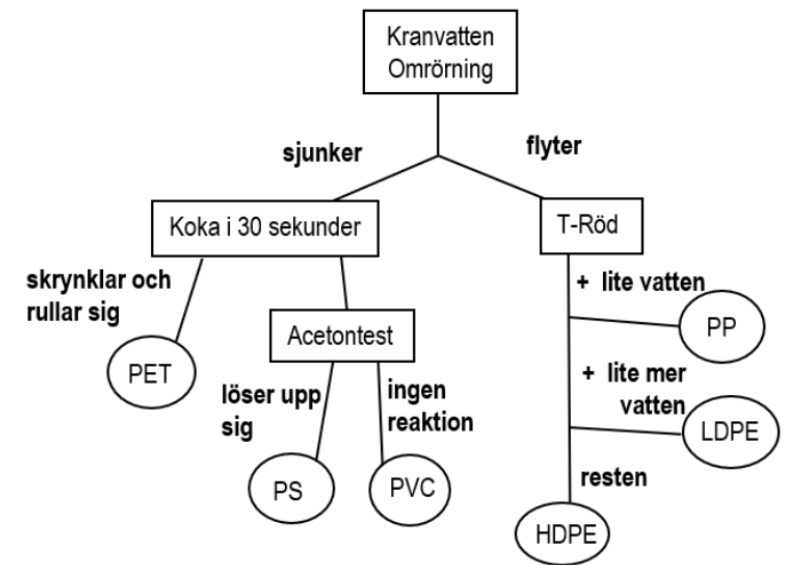 Kranvatten
Omrörning
sjunker
flyter
Koka i 30 sekunder
T-Röd
skrynklar och
rullar sig
+ lite vatten
PP
Acetontest
PET
löser upp
sig
ingen
reaktion
+ lite mer
vatten
LDPE
PS
PVC
resten
HDPE